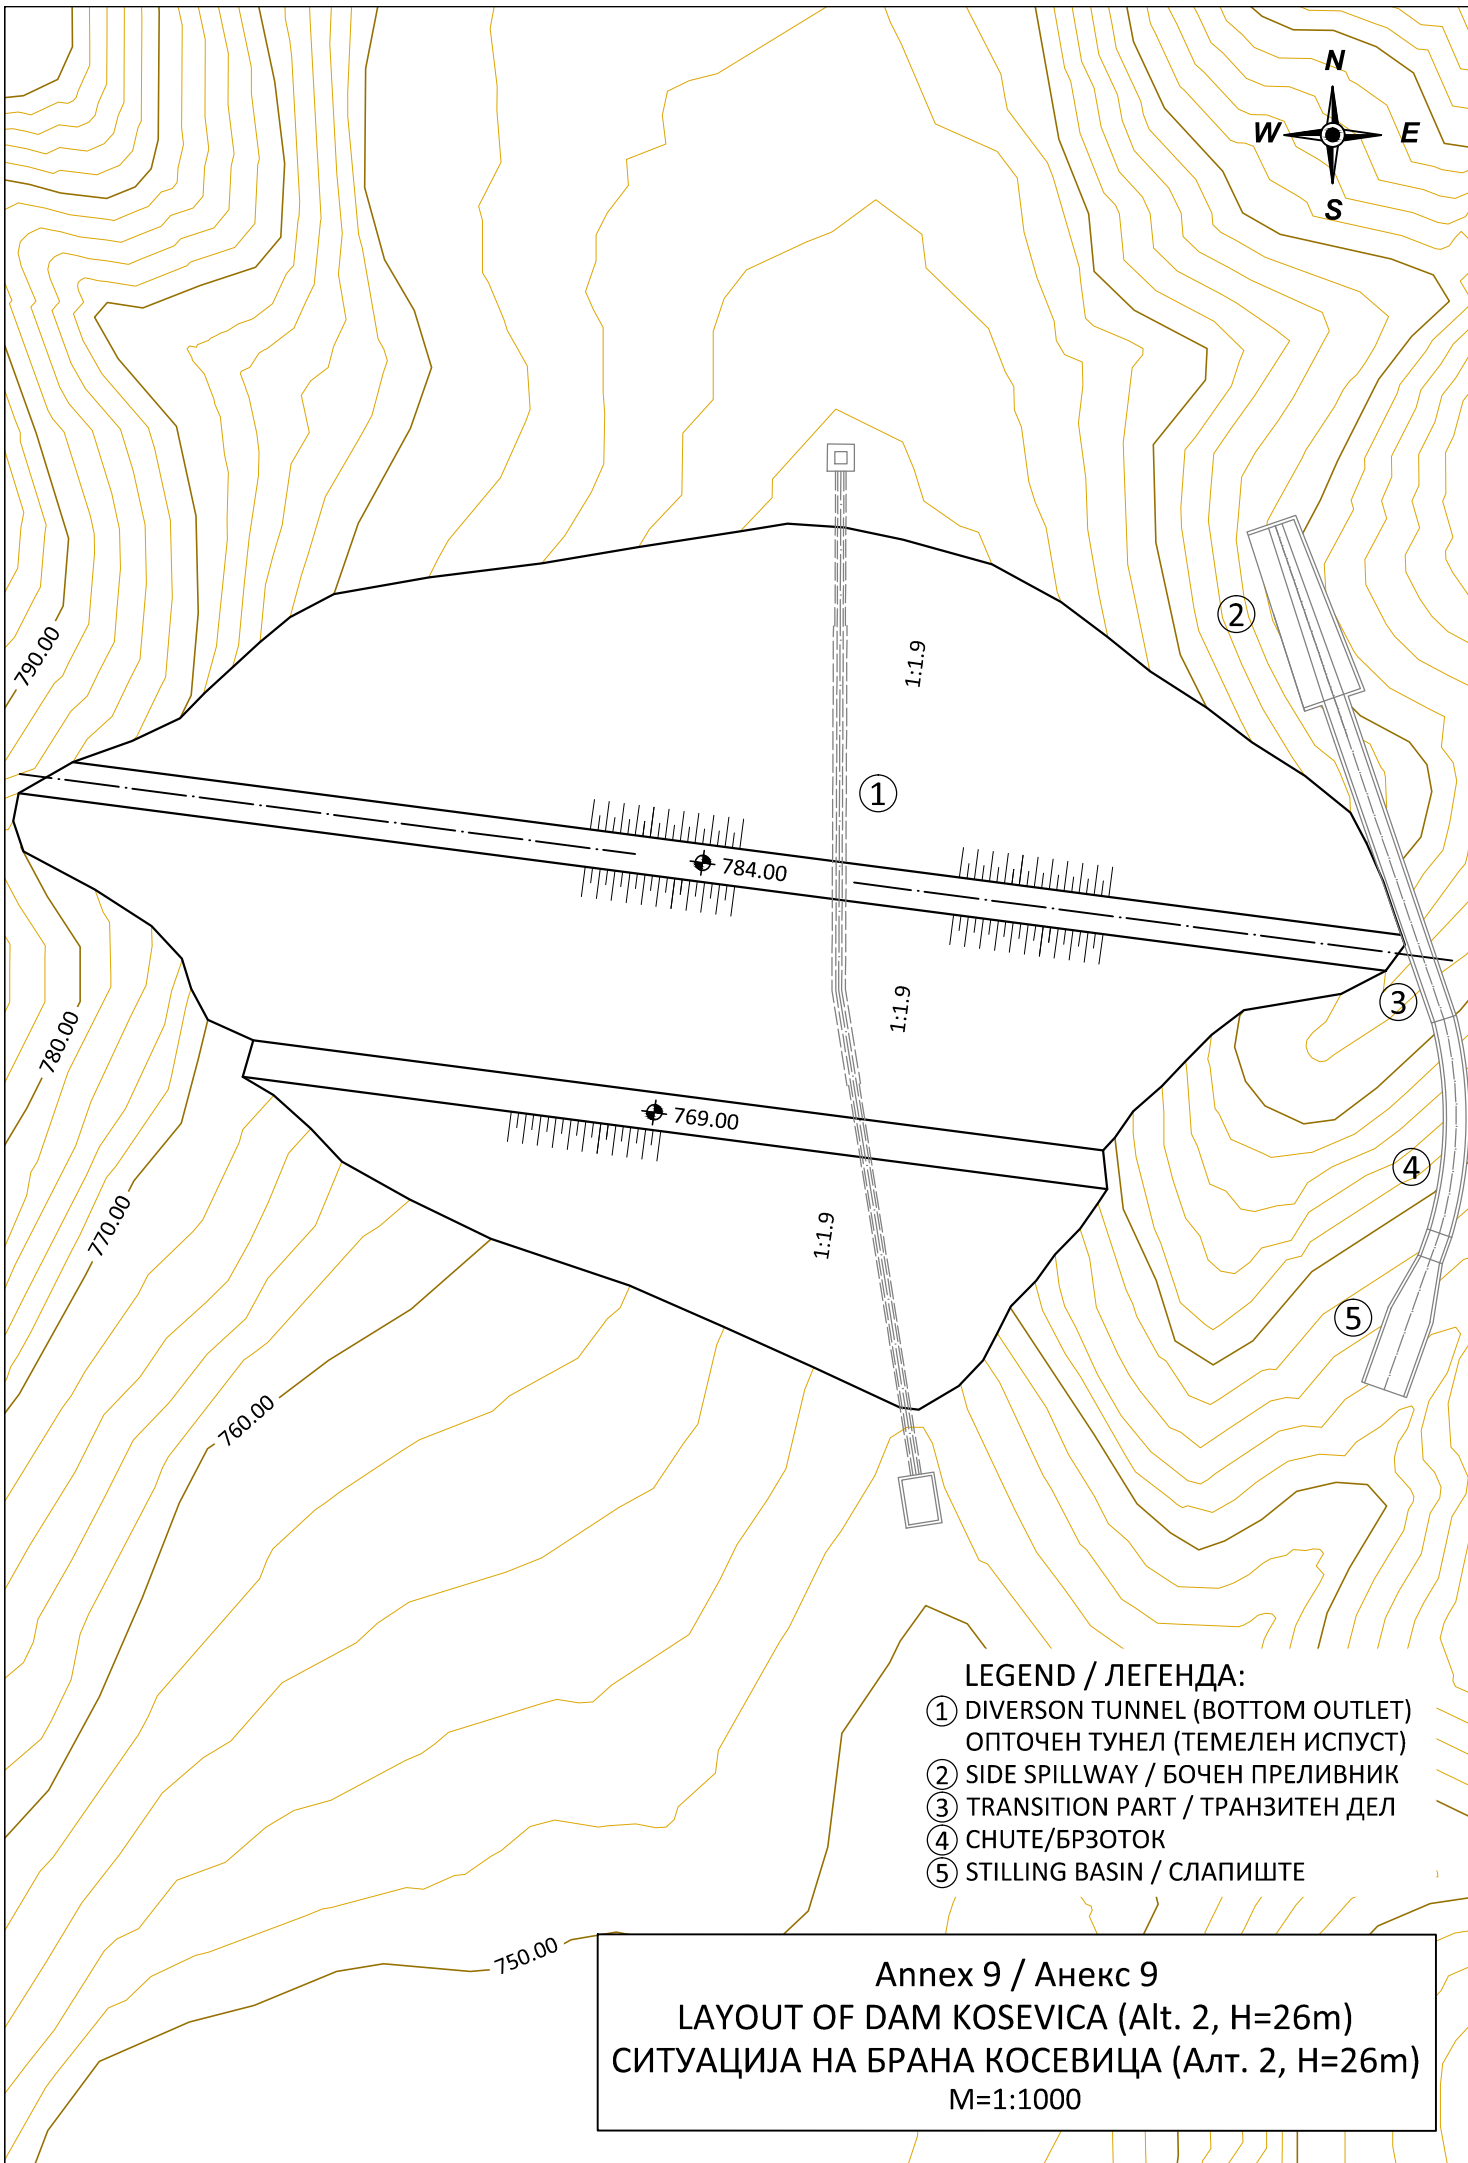 N
W E
S
790.00
2
1:1.9
1
784.00
3
1:1.9
780.00
769.00
4
770.00
1:1.9
5
760.00
LEGEND / ЛЕГЕНДА:
1 DIVERSON TUNNEL (BOTTOM OUTLET)
ОПТОЧЕН ТУНЕЛ (ТЕМЕЛЕН ИСПУСТ)
2 SIDE SPILLWAY / БОЧЕН ПРЕЛИВНИК
3 TRANSITION PART / ТРАНЗИТЕН ДЕЛ
4 CHUTE/БРЗОТОК
5 STILLING BASIN / СЛАПИШТЕ
750.00
Annex 9 / Анекс 9
LAYOUT OF DAM KOSEVICA (Alt. 2, H=26m)
СИТУАЦИЈА НА БРАНА КОСЕВИЦА (Алт. 2, H=26m)
M=1:1000